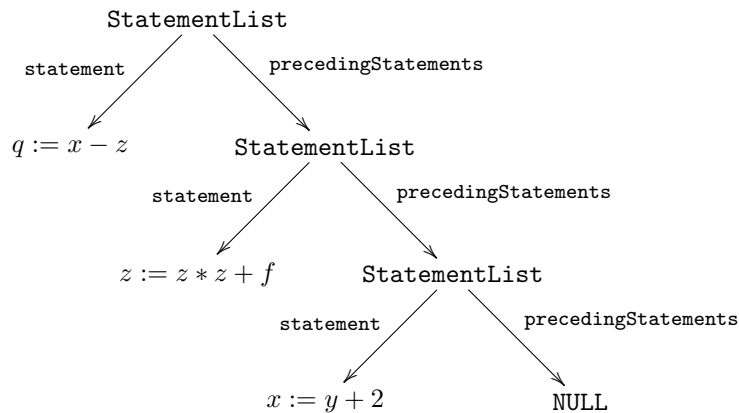 StatementList
statement
precedingStatements
q := x − z
StatementList
statement
precedingStatements
z := z ∗ z + f
StatementList
statement
precedingStatements
x := y + 2
NULL